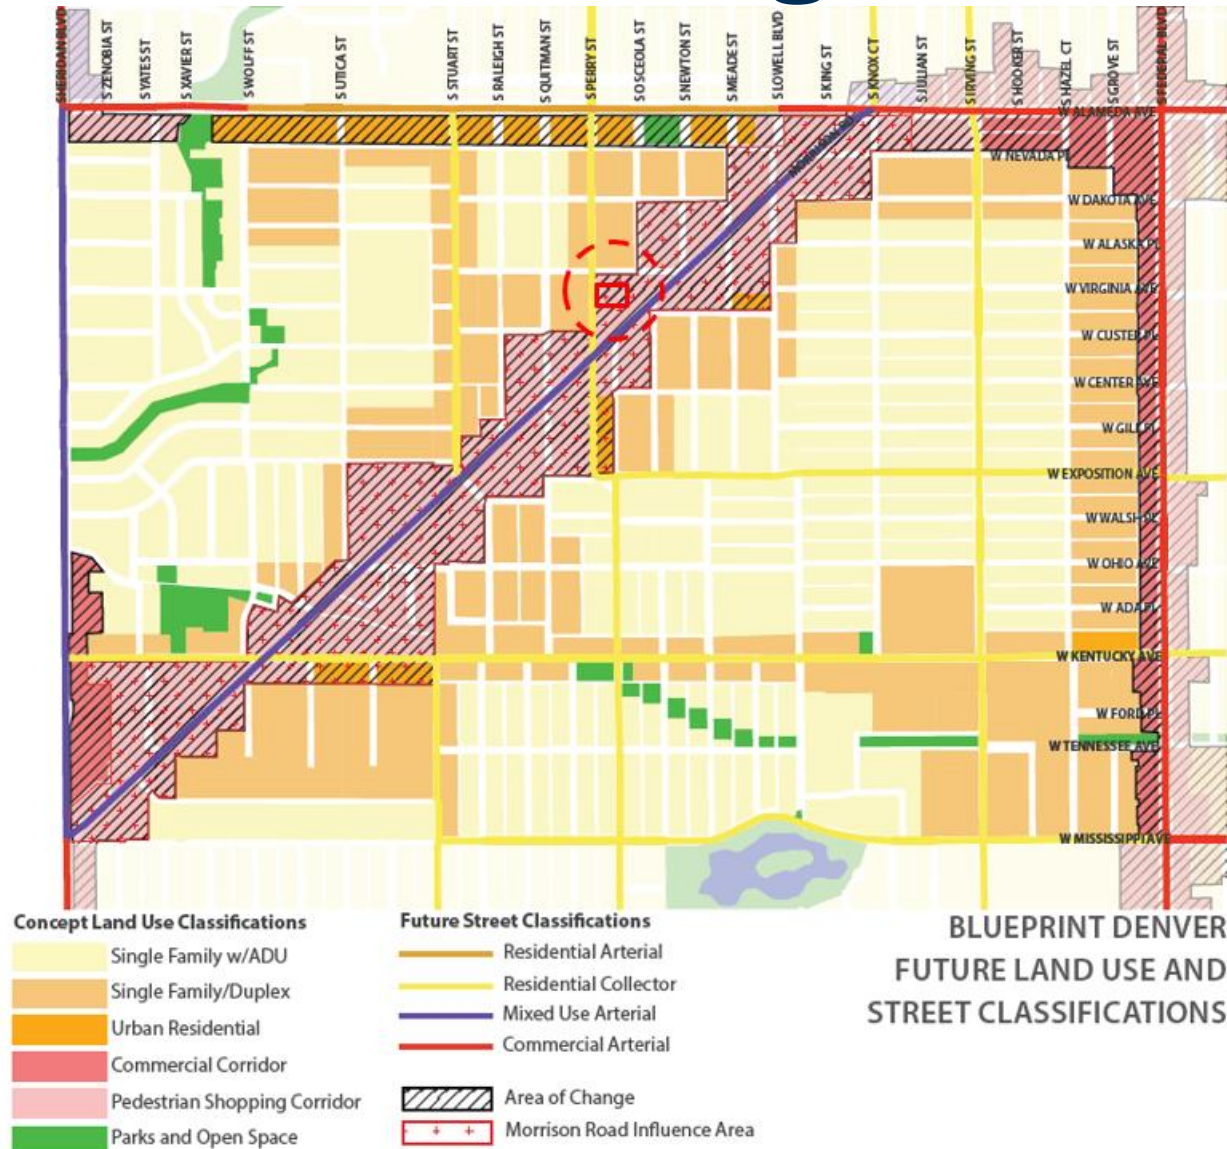 SHERIDAN BLVD
S ZENOBIA ST
S YATES ST
S XAVIER ST
S WOLFF ST
S UTICA ST
S STUART ST
S RALEIGH ST
S QUITMAN ST
S PERRY ST
S OSCEOLA ST
S NEWTON ST
S MEADE ST
S LOWELL BLVD
S KING ST
S KNOX CT
S JULIAN ST
S IRVING ST
S HOOKER ST
S HAZEL CT
S GROVE ST
S FEDERAL BLVD
W ALAMEDA AVE
MORRISON RD
W NEVADA PL
W DAKOTA AVE
W ALASKA PL
W VIRGINIA AVE
W CUSTER PL
W CENTER AVE
W GILL PL
W EXPOSITION AVE
W WALSH PL
W OHIO AVE
W ADA PL
W KENTUCKY AVE
W FORD PL
W TENNESSEE AVE
W MISSISSIPPI AVE
Concept Land Use Classifications
Single Family w/ADU
Single Family/Duplex
Urban Residential
Commercial Corridor
Pedestrian Shopping Corridor
Parks and Open Space
Future Street Classifications
Residential Arterial
Residential Collector
Mixed Use Arterial
Commercial Arterial
Area of Change
Morrison Road Influence Area
BLUEPRINT DENVER
FUTURE LAND USE AND
STREET CLASSIFICATIONS